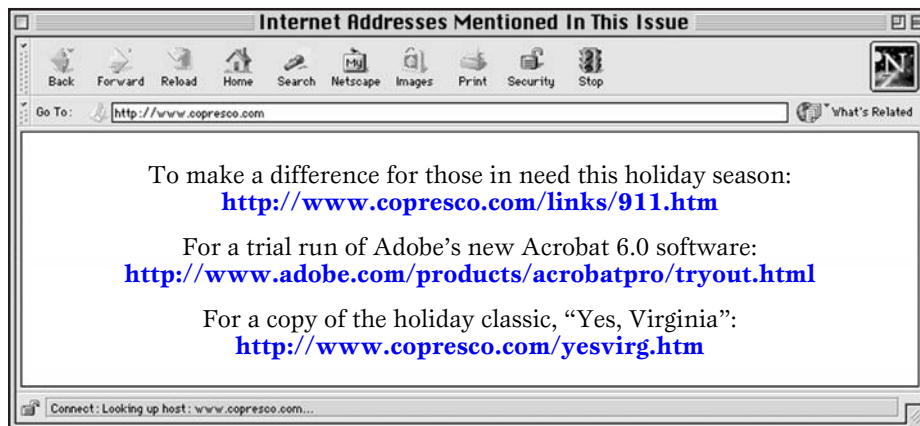 Internet Addresses Mentioned In This Issue
Back Forward Reload Home Search My Netscape Images Print Security Stop N
Go To: http://www.copresco.com What's Related
To make a difference for those in need this holiday season:
http://www.copresco.com/links/911.htm
For a trial run of Adobe’s new Acrobat 6.0 software:
http://www.adobe.com/products/acrobatpro/tryout.html
For a copy of the holiday classic, “Yes, Virginia”:
http://www.copresco.com/yesvirg.htm
Connect: Looking up host: www.copresco.com...